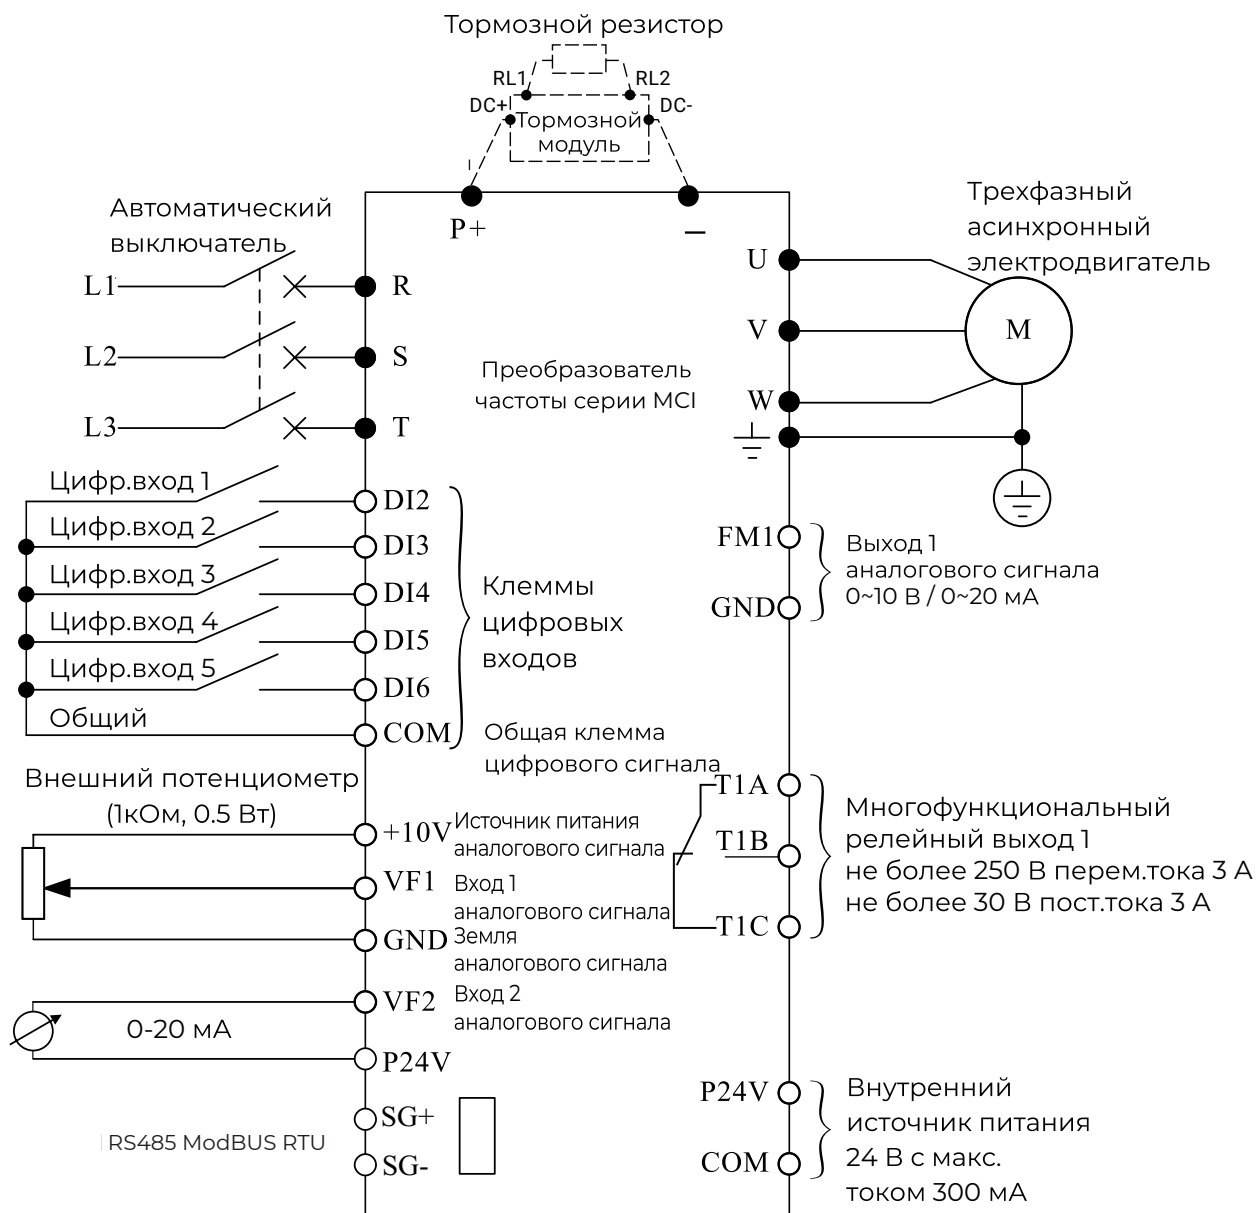 Тормозной резистор
RL1
RL2
DC+
DC-
Тормозной
модуль
P+
−
Автоматический
выключатель
L1
R
L2
S
L3
T
Преобразователь
частоты серии MCI
Трехфазный
асинхронный
электродвигатель
U
V
W
M
Цифр.вход 1
DI2
Цифр.вход 2
DI3
Цифр.вход 3
DI4
Цифр.вход 4
DI5
Цифр.вход 5
DI6
Общий
COM
Клеммы
цифровых
входов
Общая клемма
цифрового сигнала
FM1
GND
Выход 1
аналогового сигнала
0~10 В / 0~20 мА
Внешний потенциометр
(1кОм, 0.5 Вт)
+10V
Источник питания
аналогового сигнала
VF1
Вход 1
аналогового сигнала
GND
Земля
аналогового сигнала
VF2
Вход 2
аналогового сигнала
0-20 мА
P24V
RS485 ModBUS RTU
SG+
SG-
T1A
T1B
T1C
Многофункциональный
релейный выход 1
не более 250 В перем.тока 3 А
не более 30 В пост.тока 3 А
P24V
COM
Внутренний
источник питания
24 В с макс.
током 300 мА